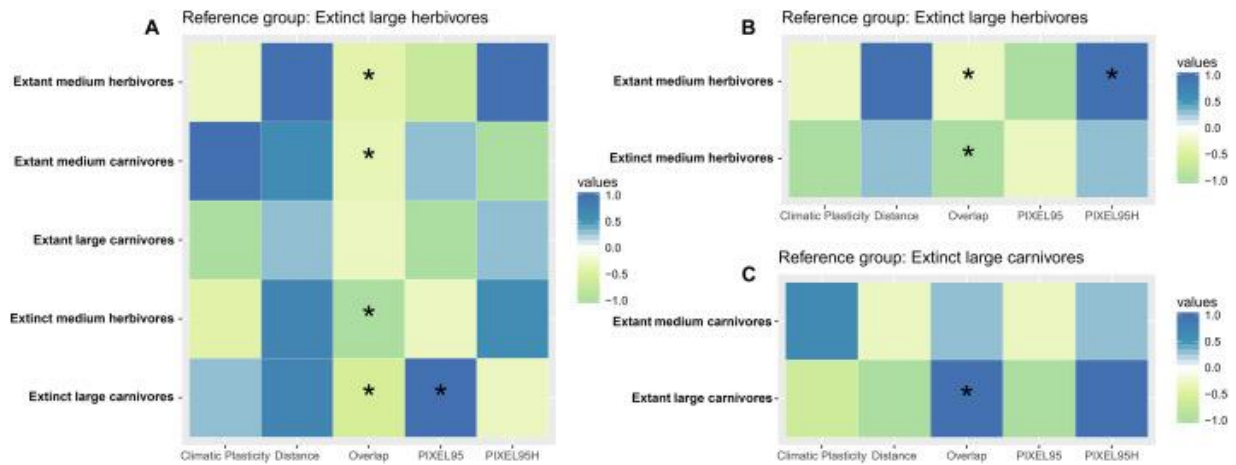 A
Reference group: Extinct large herbivores
Extant medium herbivores
*
Extant medium carnivores
*
Extant large carnivores
Extinct medium herbivores
*
Extinct large carnivores
* *
Climatic Plasticity Distance Overlap PIXEL95 PIXEL95H
values
1.0
0.5
0.0
−0.5
−1.0
B
Reference group: Extinct large herbivores
Extant medium herbivores
* *
Extinct medium herbivores
*
Climatic Plasticity Distance Overlap PIXEL95 PIXEL95H
values
1.0
0.5
0.0
−0.5
−1.0
C
Reference group: Extinct large carnivores
Extant medium carnivores
Extant large carnivores
*
Climatic Plasticity Distance Overlap PIXEL95 PIXEL95H
values
1.0
0.5
0.0
−0.5
−1.0